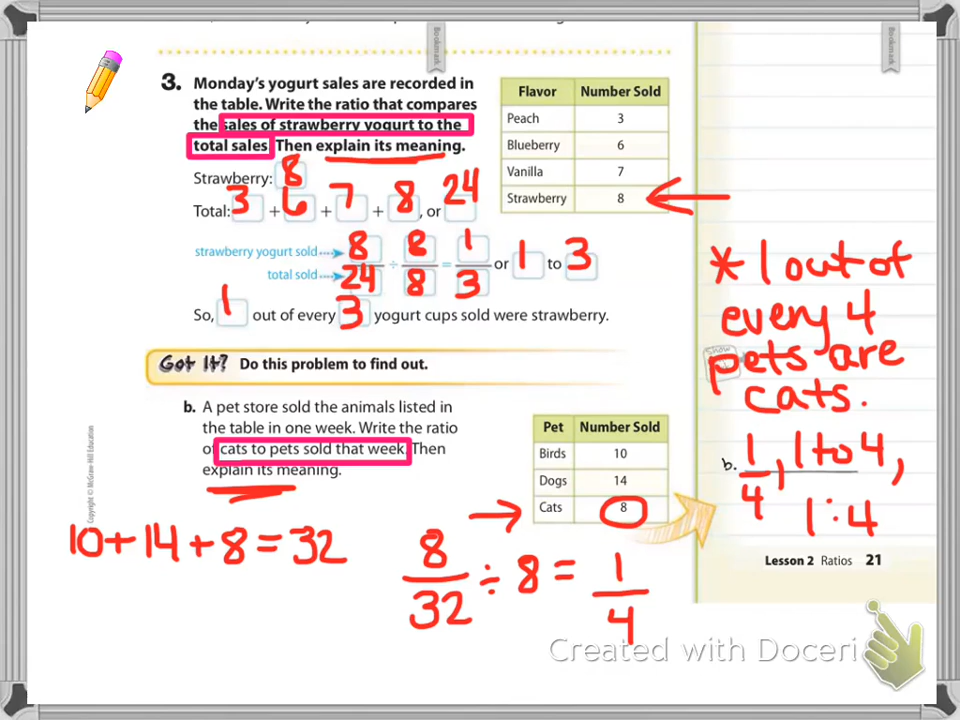 Bookmark
Bookmark
3. Monday's yogurt sales are recorded in
the table. Write the ratio that compares
the sales of strawberry yogurt to the
total sales. Then explain its meaning.
Strawberry: 8
Total: 3 + 6 + 7 + 8, or 24
strawberry yogurt sold 8 ÷ 8 = 1 or 1 to 3
total sold 24 8 3
So, 1 out of every 3 yogurt cups sold were strawberry.
Flavor Number Sold
Peach 3
Blueberry 6
Vanilla 7
Strawberry 8
Got It? Do this problem to find out.
b. A pet store sold the animals listed in
the table in one week. Write the ratio
of cats to pets sold that week. Then
explain its meaning.
Pet Number Sold
Birds 10
Dogs 14
Cats 8
10+14+8=32
8/32 ÷ 8 = 1/4
* 1 out of
every 4
pets are
cats.
Show
b. 1/4, 1 to 4,
1:4
Copyright © McGraw-Hill Education
Lesson 2 Ratios 21
Created with Doceri